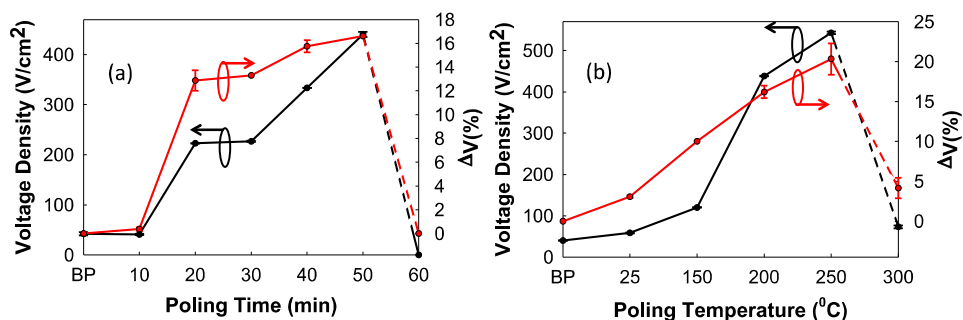 (a)
Voltage Density (V/cm²)
400
300
200
100
0
18
16
14
12
10
8
6
4
2
0
ΔV(%)
BP 10 20 30 40 50 60
Poling Time (min)
(b)
Voltage Density (V/cm²)
500
400
300
200
100
0
25
20
15
10
5
0
ΔV(%)
BP 25 150 200 250 300
Poling Temperature (⁰C)